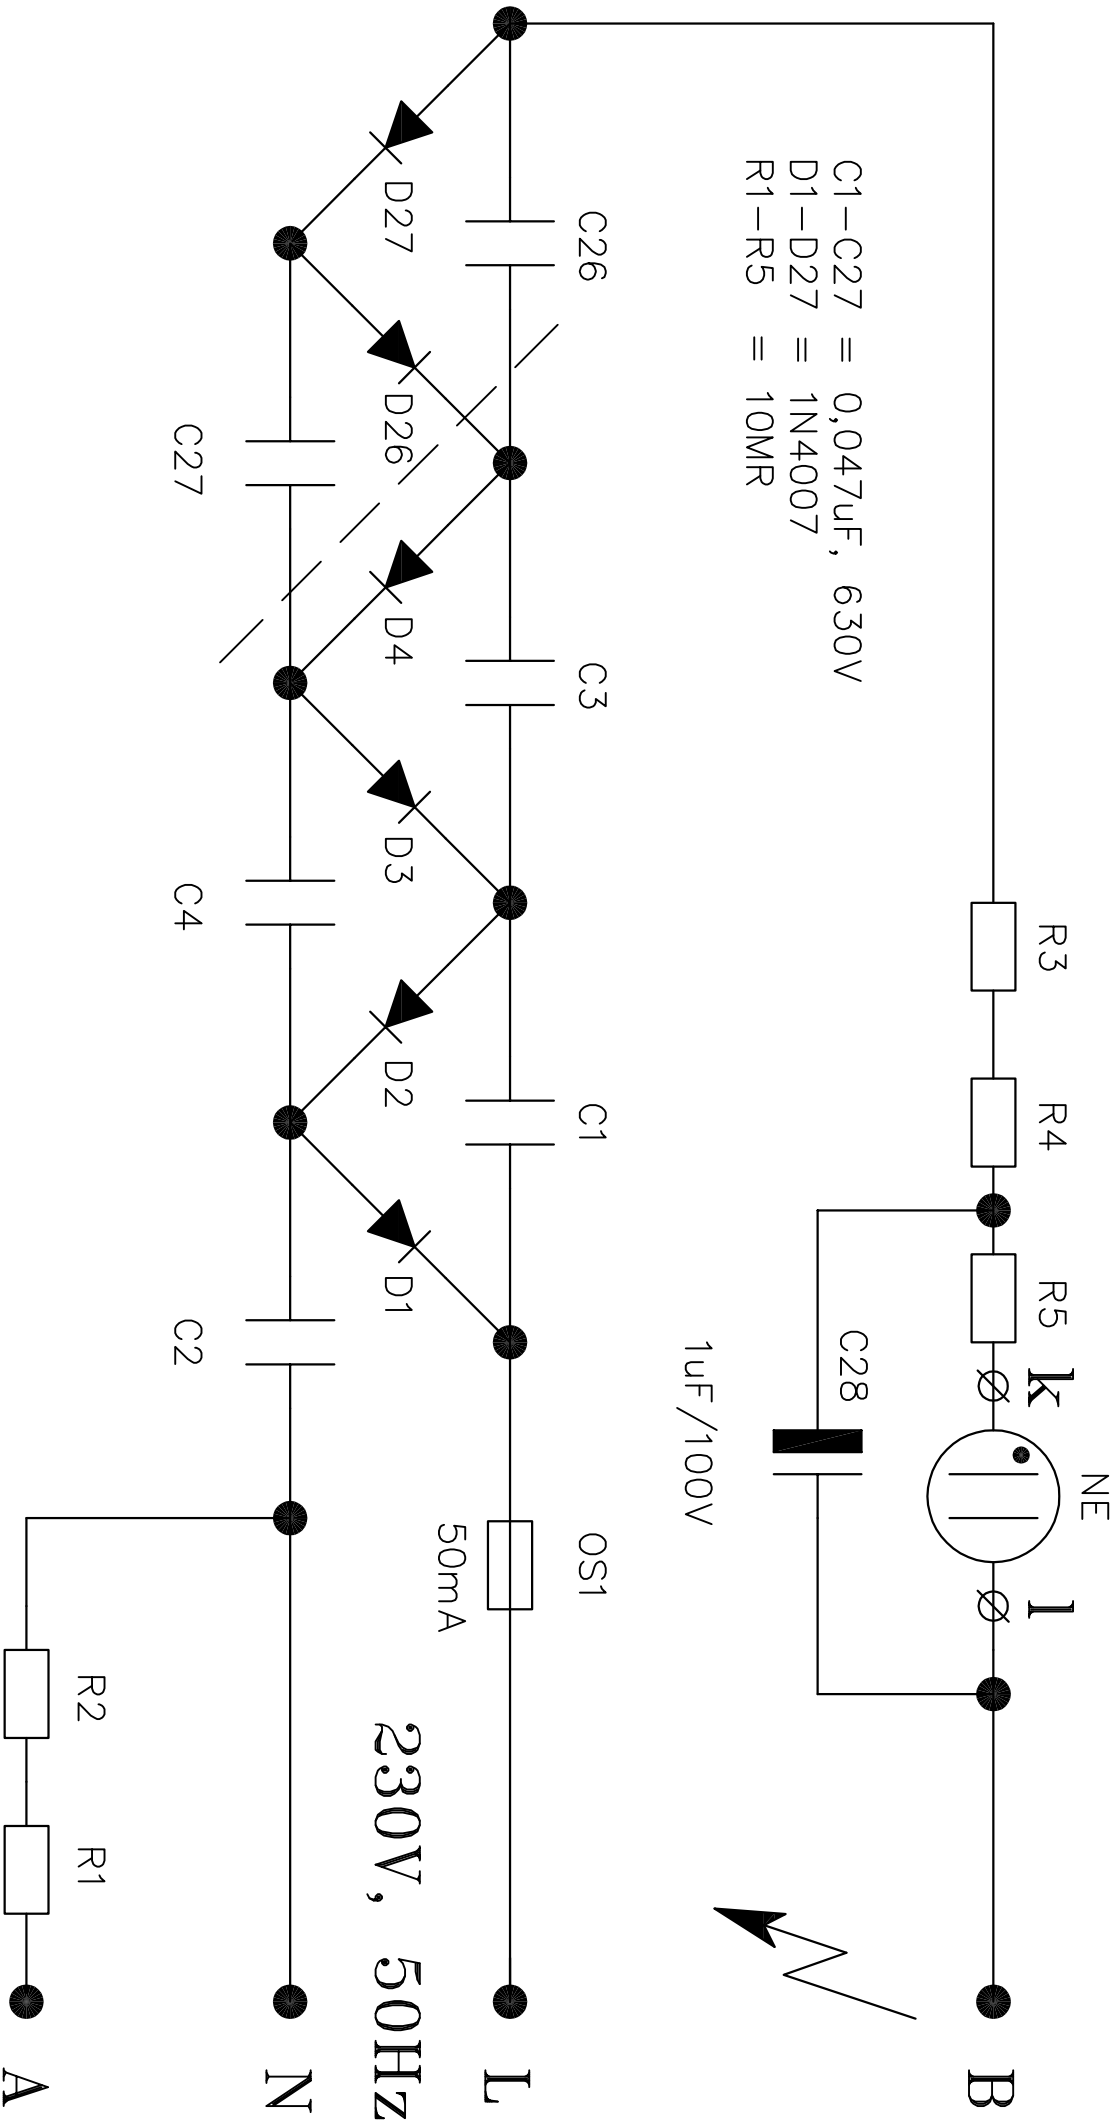 C1-C27 = 0,047uF, 630V
D1-D27 = 1N4007
R1-R5 = 10MR
R3
R4
R5
k
NE
l
B
C28
1uF/100V
C26
C3
C1
OS1
50mA
L
D27
D26
D4
D3
D2
D1
230V, 50Hz
C27
C4
C2
N
R2
R1
A